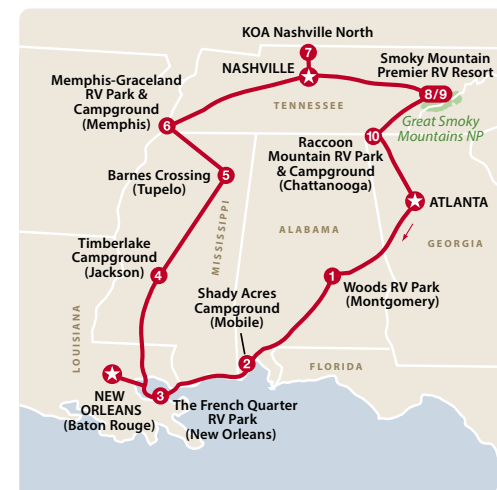 KOA Nashville North
7
NASHVILLE
Smoky Mountain
Premier RV Resort
8/9
Memphis-Graceland
RV Park &
Campground
(Memphis)
6
TENNESSEE
Great Smoky
Mountains NP
10
Raccoon
Mountain RV Park
& Campground
(Chattanooga)
Barnes Crossing
(Tupelo)
5
ATLANTA
MISSISSIPPI
ALABAMA
GEORGIA
Timberlake
Campground
(Jackson)
4
1
Woods RV Park
(Montgomery)
Shady Acres
Campground
(Mobile)
2
LOUISIANA
FLORIDA
NEW
ORLEANS
(Baton Rouge)
3
The French Quarter
RV Park
(New Orleans)